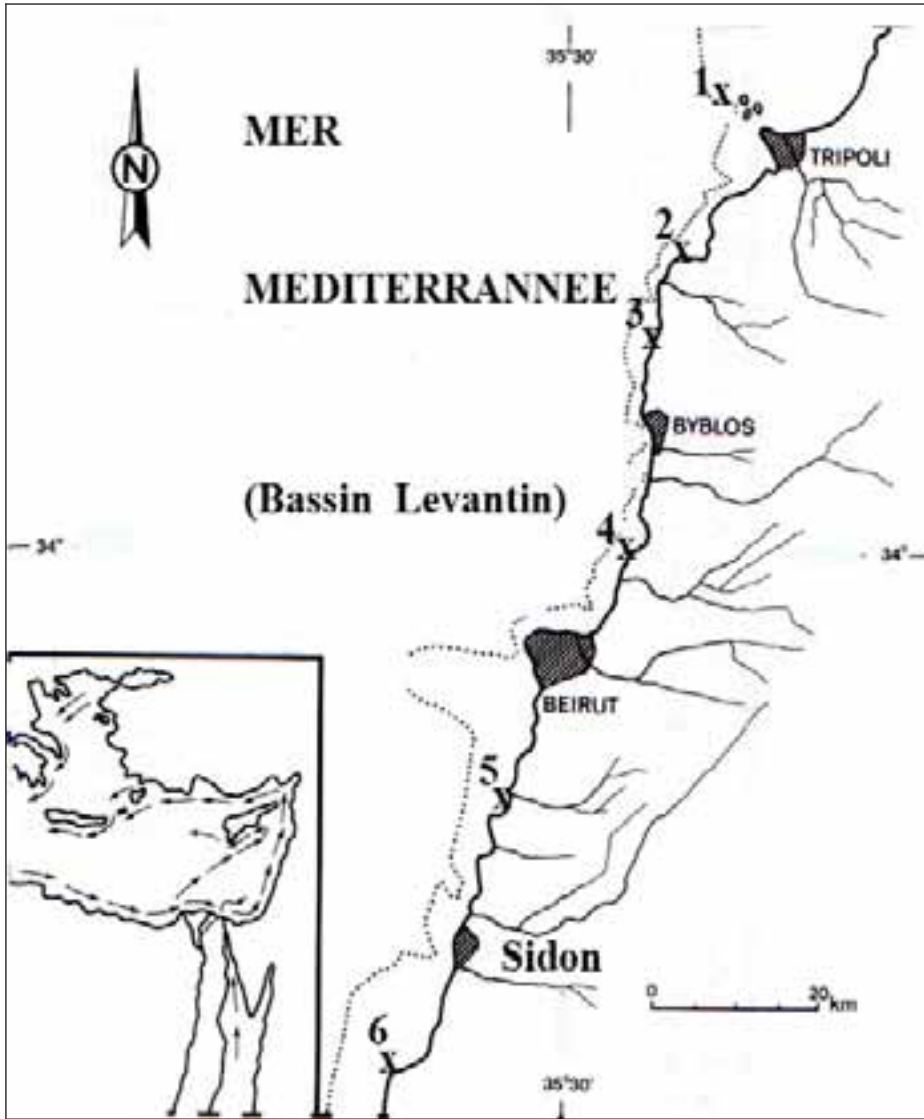 35°30'
1x
N
MER
TRIPOLI
2
x
MEDITERRANNEE
3
x
BYBLOS
(Bassin Levantin)
4
x
34°
34°
BEIRUT
5
x
Sidon
0 20 km
6
x
35°30'